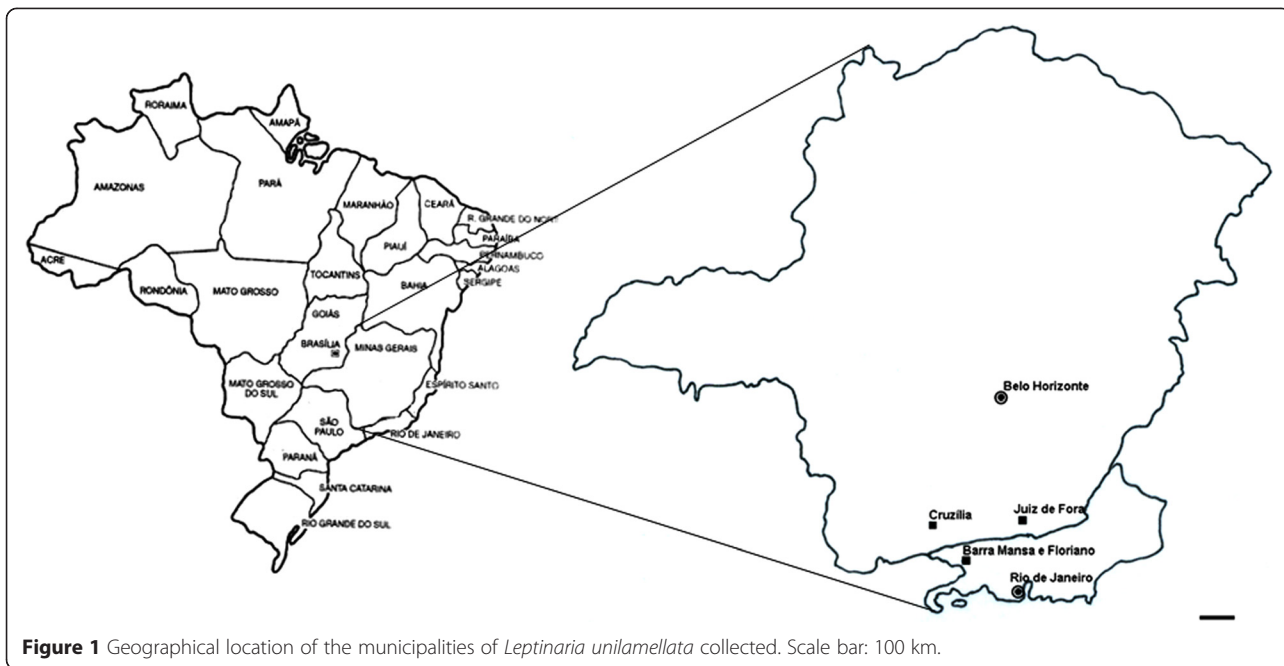 RORAIMA
AMAPÁ
AMAZONAS
PARÁ
MARANHÃO
CEARÁ
R. GRANDE DO NORT
PARAÍBA
PIAUÍ
PERNAMBUCO
ACRE
ALAGOAS
TOCANTINS
SERGIPE
RONDÔNIA
MATO GROSSO
BAHIA
GOIÁS
BRASÍLIA
MINAS GERAIS
MATO GROSSO
DO SUL
ESPÍRITO SANTO
SÃO
PAULO
RIO DE JANEIRO
PARANÁ
SANTA CATARINA
RIO GRANDE DO SUL
Belo Horizonte
Cruzília
Juiz de Fora
Barra Mansa e Floriano
Rio de Janeiro
Figure 1 Geographical location of the municipalities of Leptinaria unilamellata collected. Scale bar: 100 km.